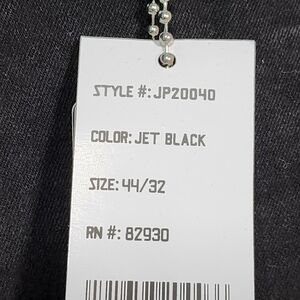 STYLE #: JP20040
COLOR: JET BLACK
SIZE: 44/32
RN #: 82930